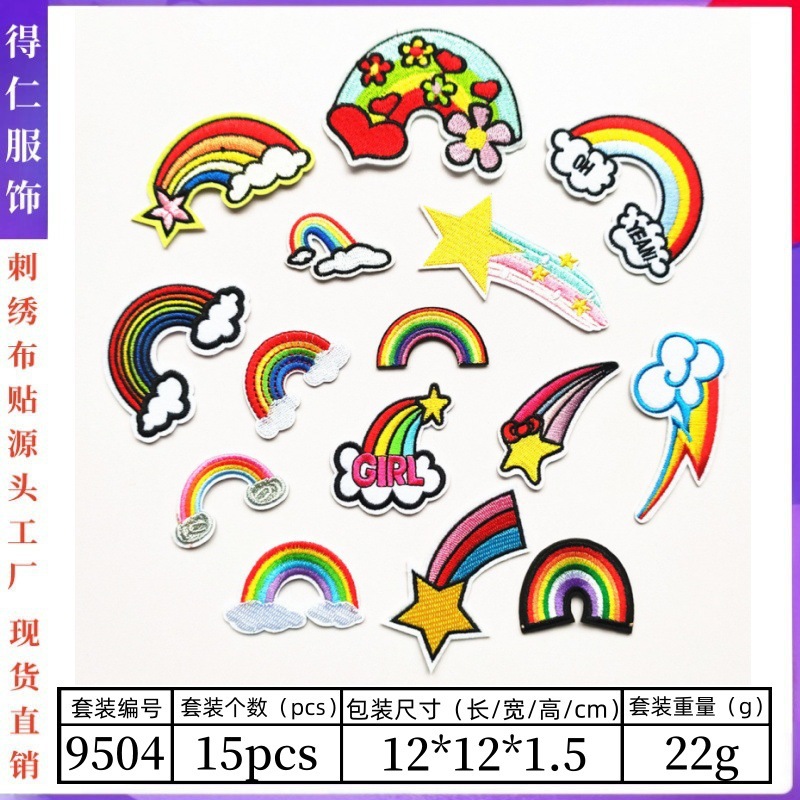 得仁服饰
刺绣布贴源头工厂 现货直销
OH
YEAH!
GIRL
套装编号 套装个数（pcs） 包装尺寸（长/宽/高/cm） 套装重量（g）
9504 15pcs 12*12*1.5 22g